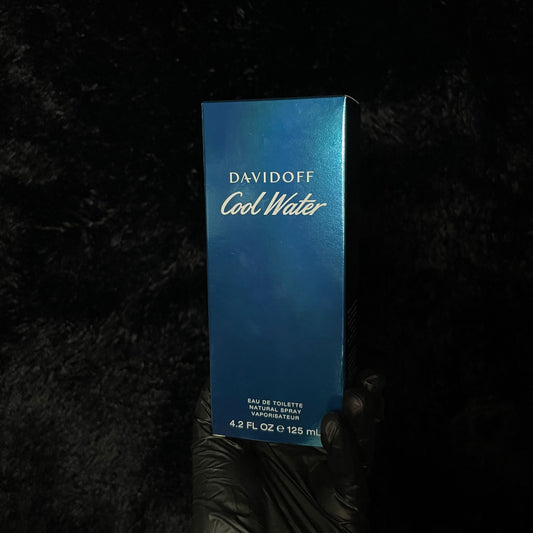 DAVIDOFF
Cool Water
EAU DE TOILETTE
NATURAL SPRAY
VAPORISATEUR
4.2 FL OZ ℮ 125 mL